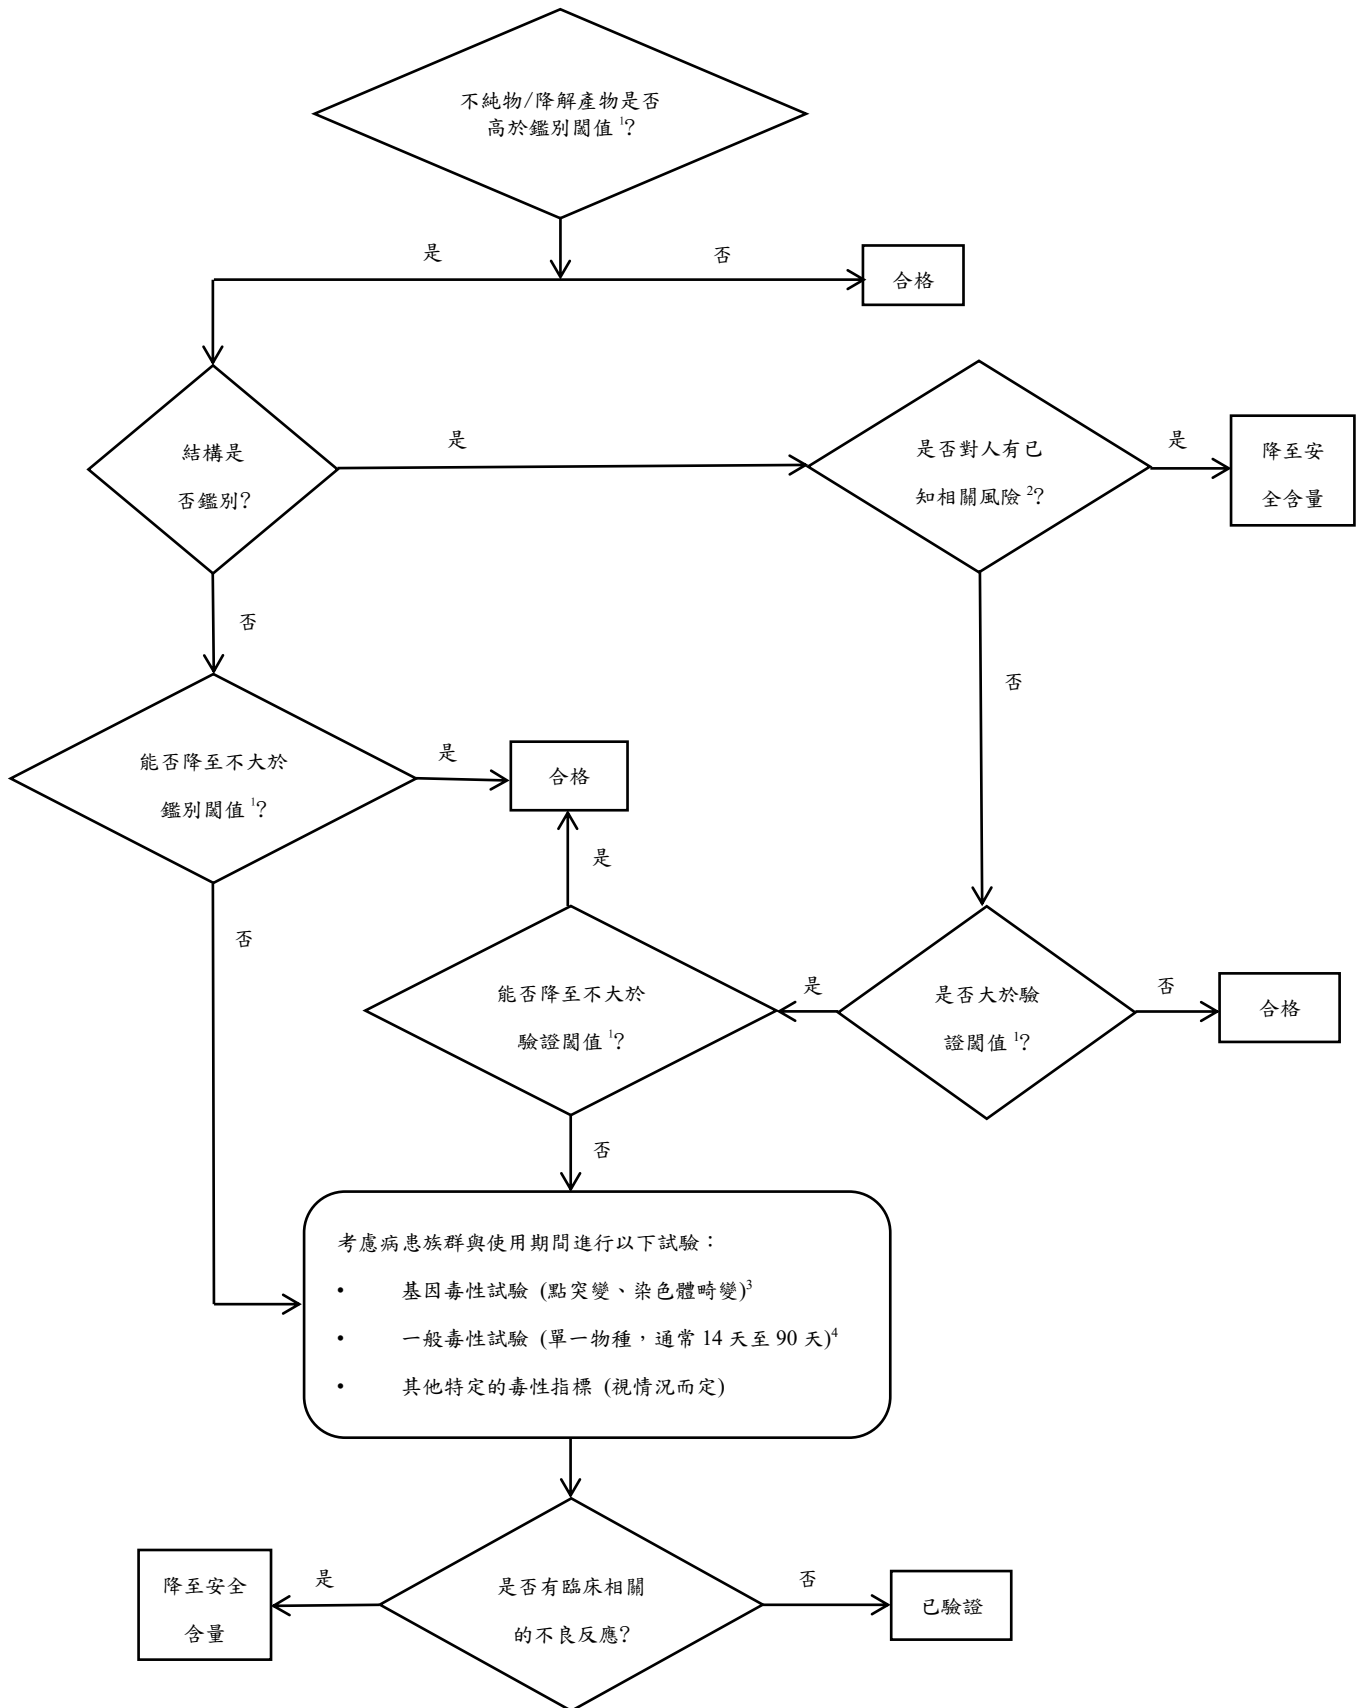 不純物/降解產物是否
高於鑑別閾值 1?
是
否
合格
結構是
否鑑別?
是
是否對人有已
知相關風險 2?
是
降至安
全含量
否
否
能否降至不大於
鑑別閾值 1?
是
合格
是
否
能否降至不大於
驗證閾值 1?
是
是否大於驗
證閾值 1?
否
合格
否
考慮病患族群與使用期間進行以下試驗：
• 基因毒性試驗 (點突變、染色體畸變)3
• 一般毒性試驗 (單一物種，通常 14 天至 90 天)4
• 其他特定的毒性指標 (視情況而定)
降至安全
含量
是
是否有臨床相關
的不良反應?
否
已驗證